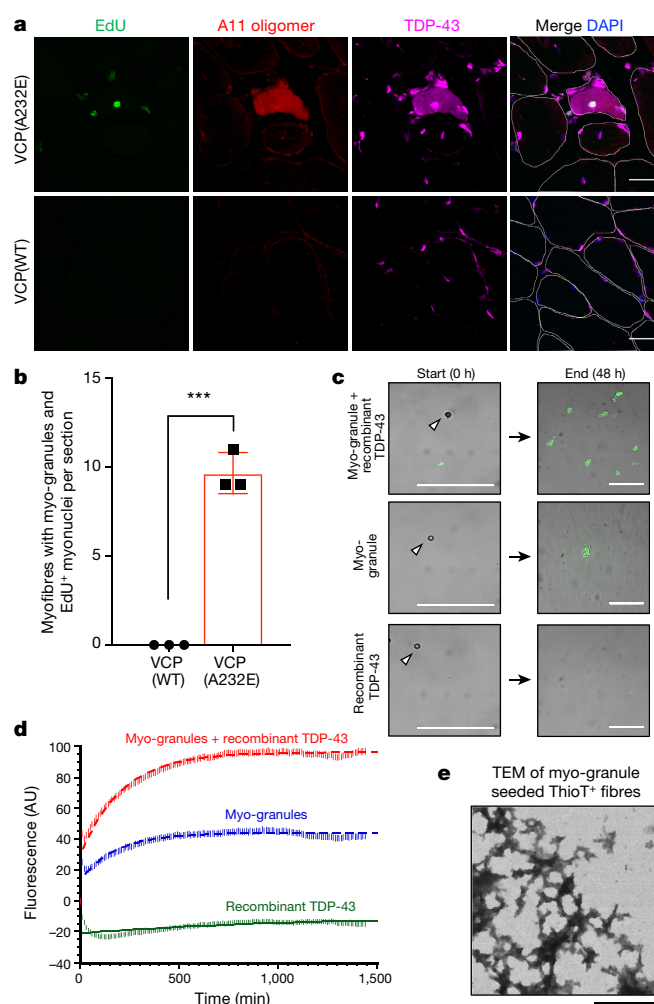 a
EdU
A11 oligomer
TDP-43
Merge DAPI
VCP(A232E)
VCP(WT)
b
Myofibres with myo-granules and
EdU+ myonuclei per section
15
10
5
0
***
VCP
(WT)
VCP
(A232E)
c
Start (0 h)
End (48 h)
Myo-granule +
recombinant
TDP-43
Myo-
granule
Recombinant
TDP-43
d
Fluorescence (AU)
100
80
60
40
20
0
−20
−40
Myo-granules + recombinant TDP-43
Myo-granules
Recombinant TDP-43
0
500
1,000
1,500
Time (min)
e
TEM of myo-granule
seeded ThioT+ fibres